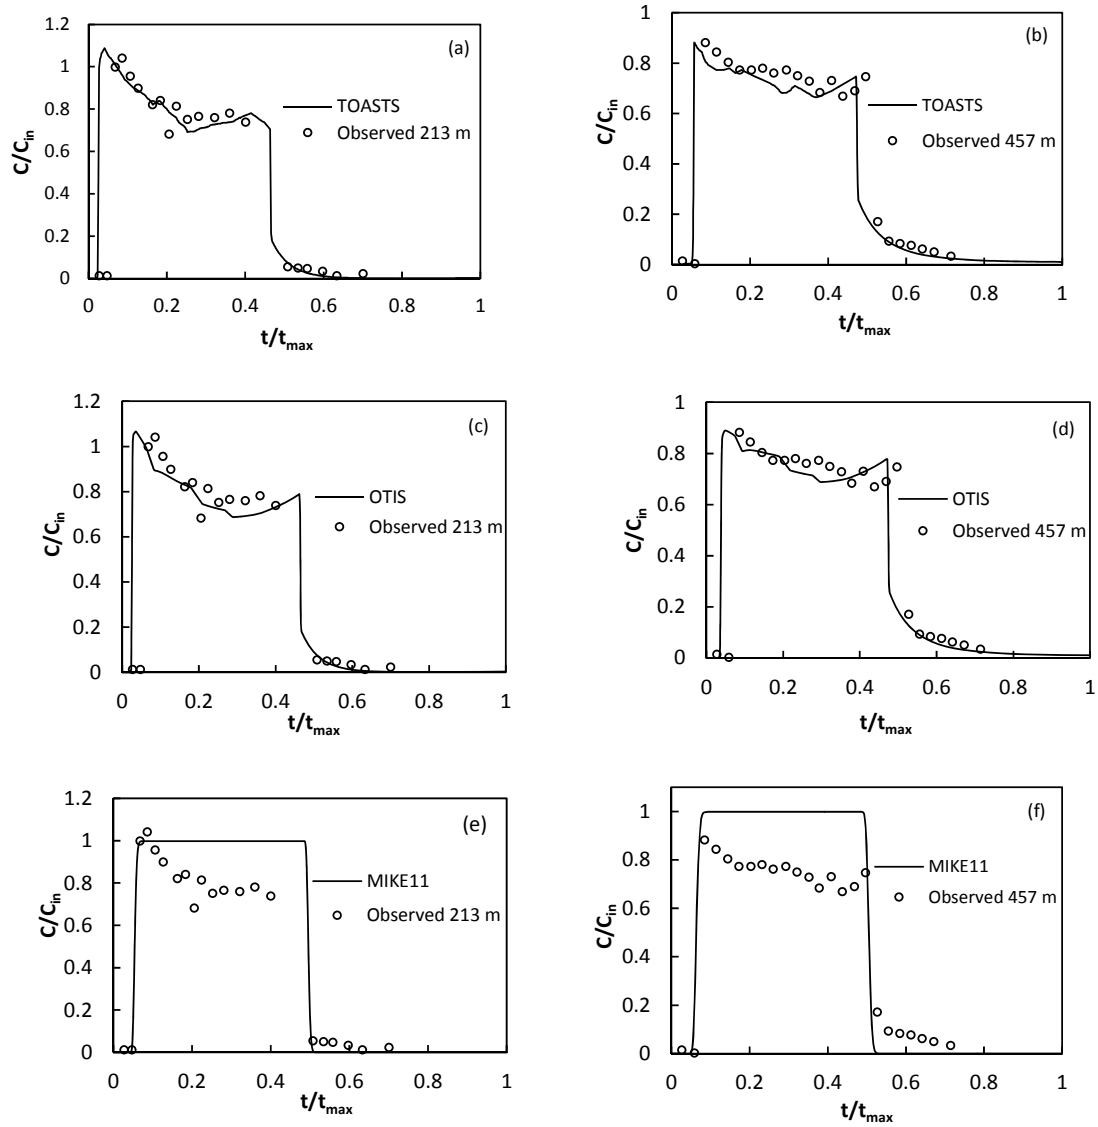 1.2
1
0.8
0.6
0.4
0.2
0
0 0.2 0.4 0.6 0.8 1
C/Cin
t/tmax
(a)
TOASTS
Observed 213 m
1
0.8
0.6
0.4
0.2
0
0 0.2 0.4 0.6 0.8 1
C/Cin
t/tmax
(b)
TOASTS
Observed 457 m
1.2
1
0.8
0.6
0.4
0.2
0
0 0.2 0.4 0.6 0.8 1
C/Cin
t/tmax
(c)
OTIS
Observed 213 m
1
0.8
0.6
0.4
0.2
0
0 0.2 0.4 0.6 0.8 1
C/Cin
t/tmax
(d)
OTIS
Observed 457 m
1.2
1
0.8
0.6
0.4
0.2
0
0 0.2 0.4 0.6 0.8 1
C/Cin
t/tmax
(e)
MIKE11
Observed 213 m
1
0.8
0.6
0.4
0.2
0
0 0.2 0.4 0.6 0.8 1
C/Cin
t/tmax
(f)
MIKE11
Observed 457 m